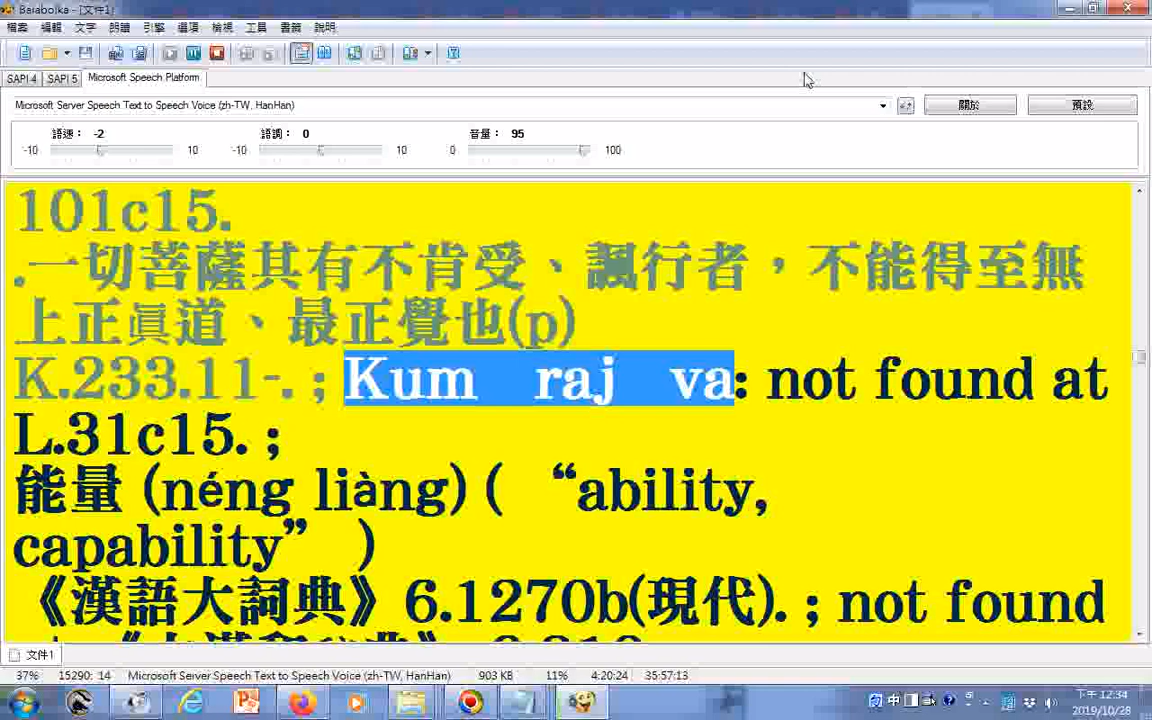 Balabolka - [文件1]
檔案 編輯 文字 朗讀 引擎 選項 檢視 工具 書籤 說明
SAPI 4 SAPI 5 Microsoft Speech Platform
Microsoft Server Speech Text to Speech Voice (zh-TW, HanHan) 關於 預設
語速： -2 語調： 0 音量： 95
-10 10 -10 10 0 100
101c15.
.一切菩薩其有不肯受、諷行者，不能得至無
上正眞道、最正覺也(p)
K.233.11-. ; Kum raj va: not found at
L.31c15. ;
能量 (néng liàng) ( “ability,
capability” )
《漢語大詞典》 6.1270b(現代). ; not found
文件1
37% 15290: 14 Microsoft Server Speech Text to Speech Voice (zh-TW, HanHan) 903 KB 11% 4:20:24 35:57:13
中 下午 12:34
2019/10/28